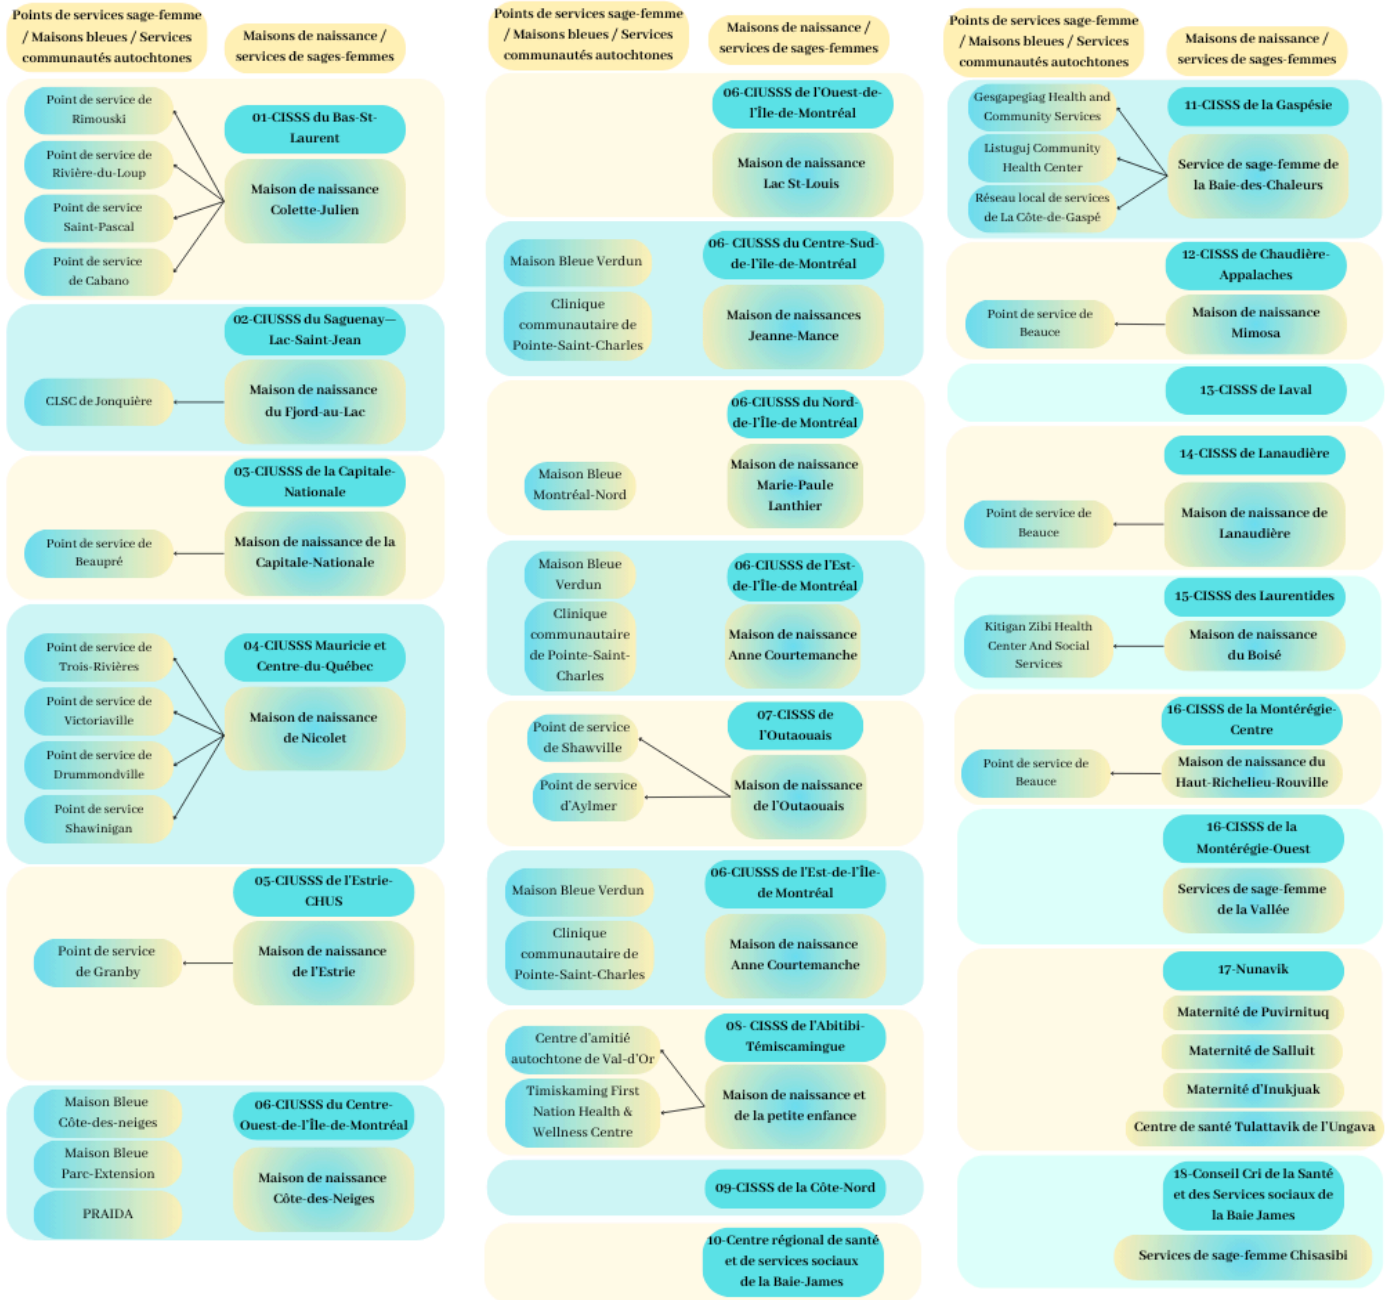 Points de services sage-femme
/ Maisons bleues / Services
communautés autochtones
Maisons de naissance /
services de sages-femmes
Point de service de
Rimouski
Point de service de
Rivière-du-Loup
Point de service
Saint-Pascal
Point de service
de Cabano
01-CISSS du Bas-St-
Laurent
Maison de naissance
Colette-Julien
02-CIUSSS du Saguenay—
Lac-Saint-Jean
CLSC de Jonquière
Maison de naissance
du Fjord-au-Lac
03-CIUSSS de la Capitale-
Nationale
Point de service de
Beaupré
Maison de naissance de la
Capitale-Nationale
Point de service de
Trois-Rivières
Point de service de
Victoriaville
Point de service de
Drummondville
Point de service
Shawinigan
04-CIUSSS Mauricie et
Centre-du-Québec
Maison de naissance
de Nicolet
05-CIUSSS de l'Estrie-
CHUS
Point de service
de Granby
Maison de naissance
de l'Estrie
Maison Bleue
Côte-des-neiges
Maison Bleue
Parc-Extension
PRAIDA
06-CIUSSS du Centre-
Ouest-de-l'Île-de-Montréal
Maison de naissance
Côte-des-Neiges
Points de services sage-femme
/ Maisons bleues / Services
communautés autochtones
Maisons de naissance /
services de sages-femmes
06-CIUSSS de l'Ouest-de-
l'Île-de-Montréal
Maison de naissance
Lac St-Louis
Maison Bleue Verdun
Clinique
communautaire de
Pointe-Saint-Charles
06- CIUSSS du Centre-Sud-
de-l'île-de-Montréal
Maison de naissances
Jeanne-Mance
06-CIUSSS du Nord-
de-l'Île-de Montréal
Maison Bleue
Montréal-Nord
Maison de naissance
Marie-Paule
Lanthier
Maison Bleue
Verdun
Clinique
communautaire
de Pointe-Saint-
Charles
06-CIUSSS de l'Est-
de-l'Île-de Montréal
Maison de naissance
Anne Courtemanche
Point de service
de Shawville
Point de service
d'Aylmer
07-CISSS de
l'Outaouais
Maison de naissance
de l'Outaouais
Maison Bleue Verdun
Clinique
communautaire de
Pointe-Saint-Charles
06-CIUSSS de l'Est-de-l'Île-
de Montréal
Maison de naissance
Anne Courtemanche
Centre d'amitié
autochtone de Val-d'Or
Timiskaming First
Nation Health &
Wellness Centre
08- CISSS de l'Abitibi-
Témiscamingue
Maison de naissance et
de la petite enfance
09-CISSS de la Côte-Nord
10-Centre régional de santé
et de services sociaux
de la Baie-James
Points de services sage-femme
/ Maisons bleues / Services
communautés autochtones
Maisons de naissance /
services de sages-femmes
Gesgapegiag Health and
Community Services
Listuguj Community
Health Center
Réseau local de services
de La Côte-de-Gaspé
11-CISSS de la Gaspésie
Service de sage-femme de
la Baie-des-Chaleurs
12-CISSS de Chaudière-
Appalaches
Point de service de
Beauce
Maison de naissance
Mimosa
13-CISSS de Laval
14-CISSS de Lanaudière
Point de service de
Beauce
Maison de naissance de
Lanaudière
15-CISSS des Laurentides
Kitigan Zibi Health
Center And Social
Services
Maison de naissance
du Boisé
16-CISSS de la Montérégie-
Centre
Point de service de
Beauce
Maison de naissance du
Haut-Richelieu-Rouville
16-CISSS de la
Montérégie-Ouest
Services de sage-femme
de la Vallée
17-Nunavik
Maternité de Puvirnituq
Maternité de Salluit
Maternité d'Inukjuak
Centre de santé Tulattavik de l'Ungava
18-Conseil Cri de la Santé
et des Services sociaux de
la Baie James
Services de sage-femme Chisasibi